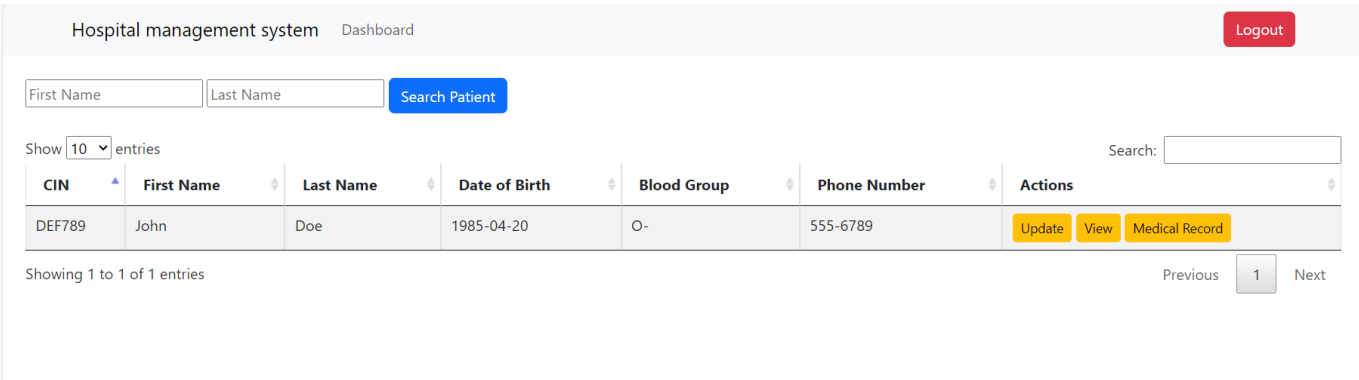 Hospital management system Dashboard Logout
First Name Last Name Search Patient
Show 10 entries Search:
CIN First Name Last Name Date of Birth Blood Group Phone Number Actions
DEF789 John Doe 1985-04-20 O- 555-6789 Update View Medical Record
Showing 1 to 1 of 1 entries Previous 1 Next